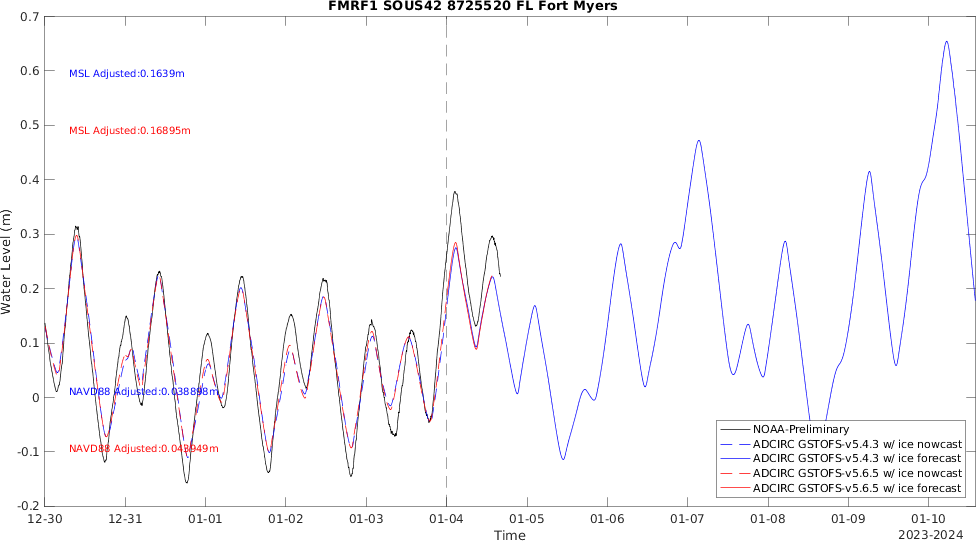 FMRF1 SOUS42 8725520 FL Fort Myers
0.7
0.6
0.5
0.4
0.3
0.2
0.1
0
-0.1
-0.2
Water Level (m)
MSL Adjusted:0.1639m
MSL Adjusted:0.16895m
NAVD88 Adjusted:0.038898m
NAVD88 Adjusted:0.043949m
NOAA-Preliminary
ADCIRC GSTOFS-v5.4.3 w/ ice nowcast
ADCIRC GSTOFS-v5.4.3 w/ ice forecast
ADCIRC GSTOFS-v5.6.5 w/ ice nowcast
ADCIRC GSTOFS-v5.6.5 w/ ice forecast
12-30 12-31 01-01 01-02 01-03 01-04 01-05 01-06 01-07 01-08 01-09 01-10
Time
2023-2024